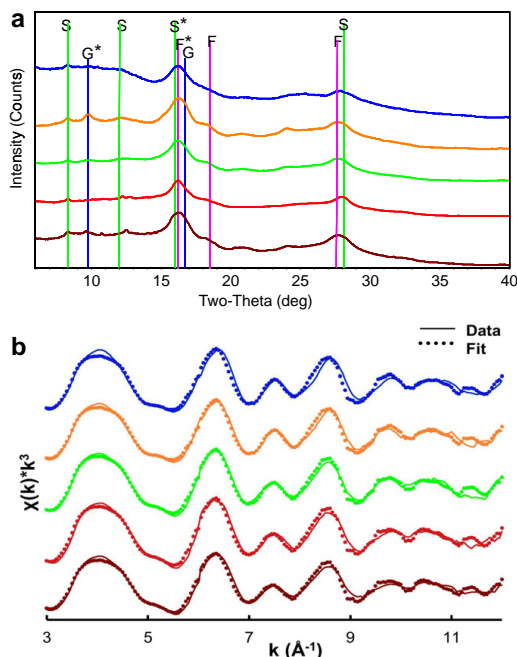 a
S S S* S
G* F* F G F
Intensity (Counts)
10 15 20 25 30 35 40
Two-Theta (deg)
b
Data
Fit
χ(k)*k³
3 5 7 9 11
k (Å⁻¹)